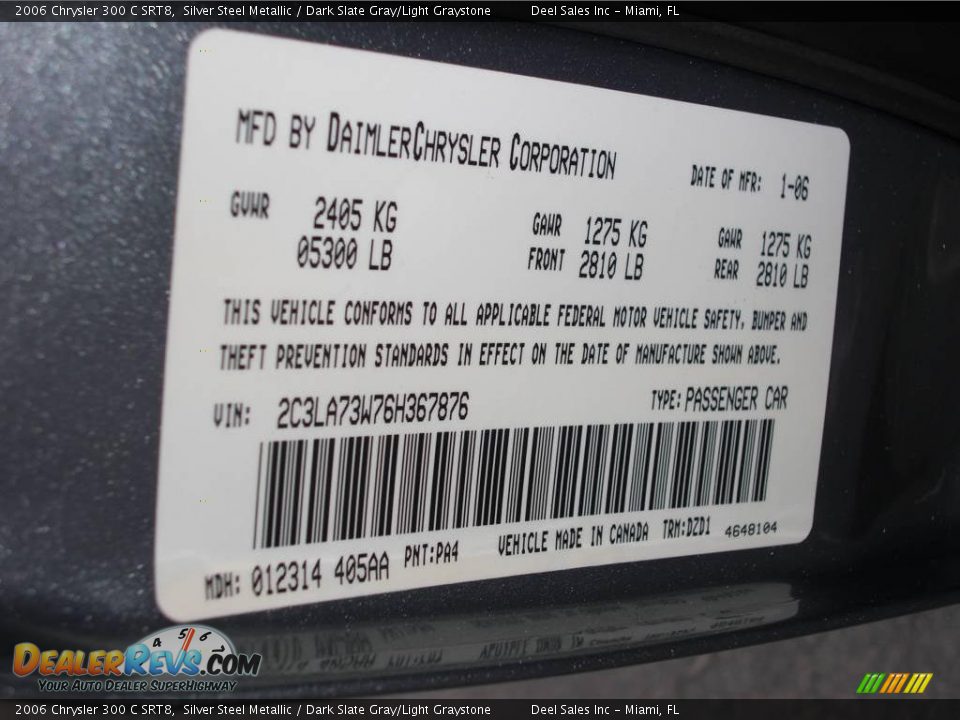 2006 Chrysler 300 C SRT8,  Silver Steel Metallic / Dark Slate Gray/Light Graystone        Deel Sales Inc - Miami, FL
MFD BY DAIMLERCHRYSLER CORPORATION
DATE OF MFR: 1-06
GVWR 2405 KG
05300 LB
GAWR 1275 KG
FRONT 2810 LB
GAWR 1275 KG
REAR 2810 LB
THIS VEHICLE CONFORMS TO ALL APPLICABLE FEDERAL MOTOR VEHICLE SAFETY, BUMPER AND
THEFT PREVENTION STANDARDS IN EFFECT ON THE DATE OF MANUFACTURE SHOWN ABOVE.
VIN: 2C3LA73W76H367876 TYPE: PASSENGER CAR
MDH: 012314 405AA PNT:PA4 VEHICLE MADE IN CANADA TRM:DZD1 4648104
4 5 6
DEALERREVS.COM
YOUR AUTO DEALER SUPERHIGHWAY
2006 Chrysler 300 C SRT8,  Silver Steel Metallic / Dark Slate Gray/Light Graystone        Deel Sales Inc - Miami, FL